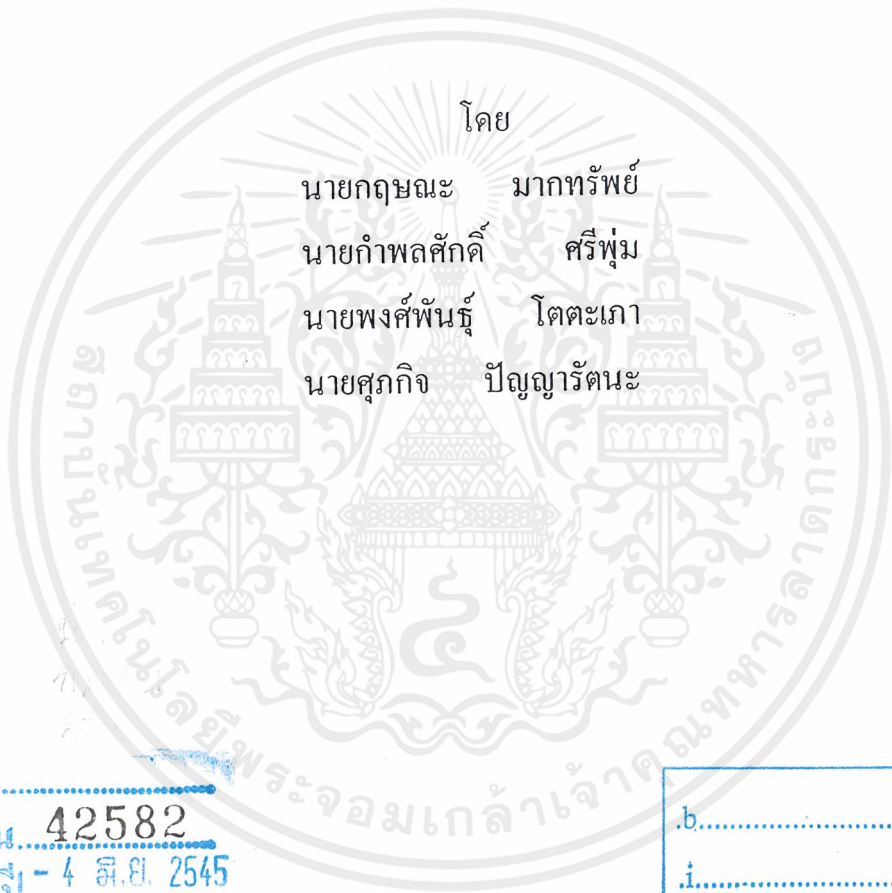 โดย
นายกฤษณะ มากทรัพย์
นายกำพลศักดิ์ ศรีพุ่ม
นายพงศ์พันธุ์ โตตะเภา
นายศุภกิจ ปัญญารัตนะ
สถาบันเทคโนโลยีพระจอมเกล้าเจ้าคุณทหารลาดกระบัง
42582
- 4 มิ.ย. 2545
.b
.i